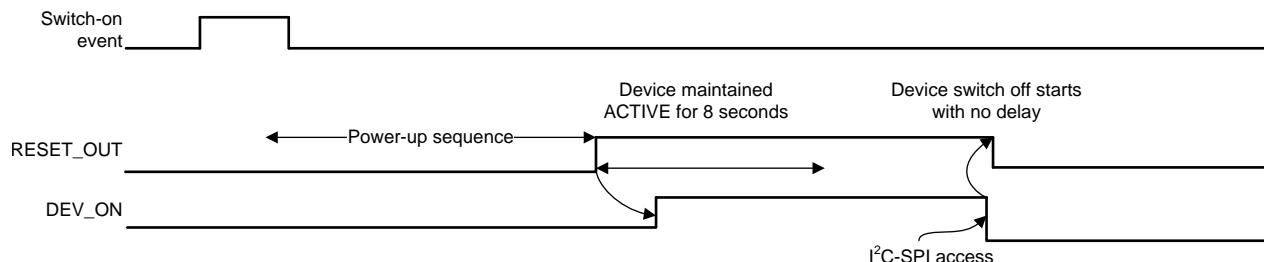 Switch-on
event
Device maintained
ACTIVE for 8 seconds
Device switch off starts
with no delay
Power-up sequence
RESET_OUT
DEV_ON
I²C-SPI access